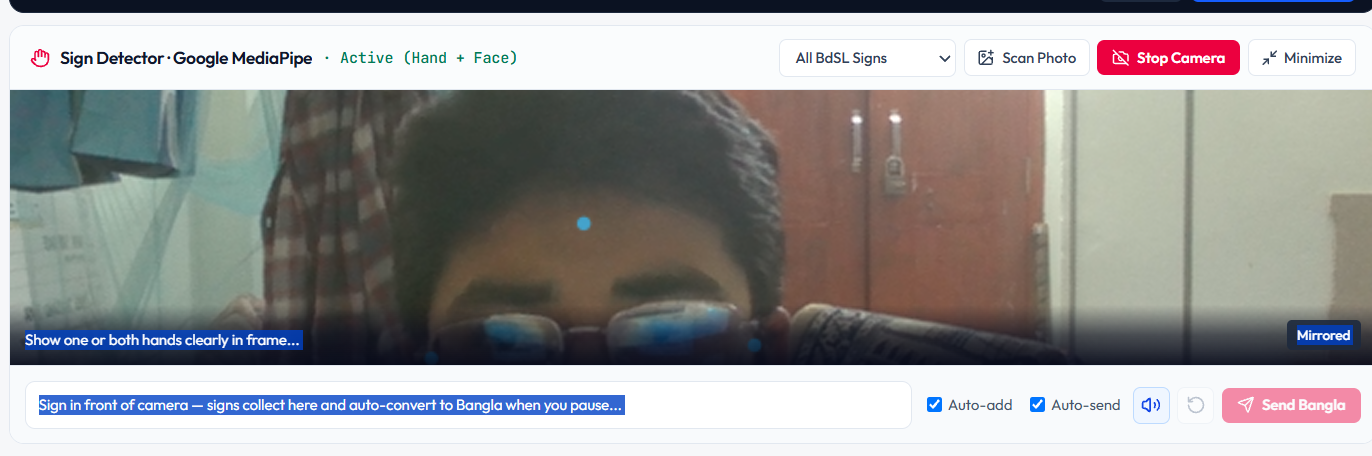 Sign Detector · Google MediaPipe · Active (Hand + Face)
All BdSL Signs
Scan Photo
Stop Camera
Minimize
Show one or both hands clearly in frame...
Mirrored
Sign in front of camera — signs collect here and auto-convert to Bangla when you pause...
Auto-add
Auto-send
Send Bangla